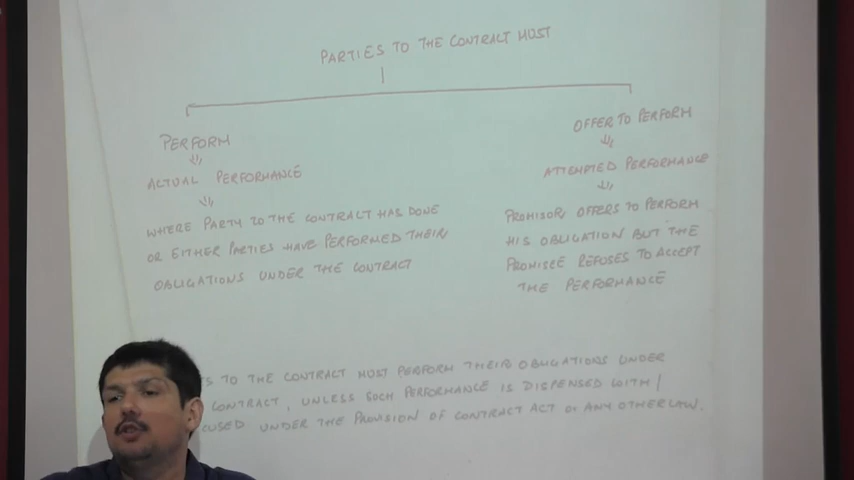 PARTIES TO THE CONTRACT MUST
PERFORM
ACTUAL PERFORMANCE
WHERE PARTY TO THE CONTRACT HAS DONE
OR EITHER PARTIES HAVE PERFORMED THEIR
OBLIGATIONS UNDER THE CONTRACT
OFFER TO PERFORM
ATTEMPTED PERFORMANCE
PROMISOR OFFERS TO PERFORM
HIS OBLIGATION BUT THE
PROMISEE REFUSES TO ACCEPT
THE PERFORMANCE
TO THE CONTRACT MUST PERFORM THEIR OBLIGATIONS UNDER
CONTRACT, UNLESS SUCH PERFORMANCE IS DISPENSED WITH/
UNDER THE PROVISION OF CONTRACT ACT OR ANY OTHER LAW.